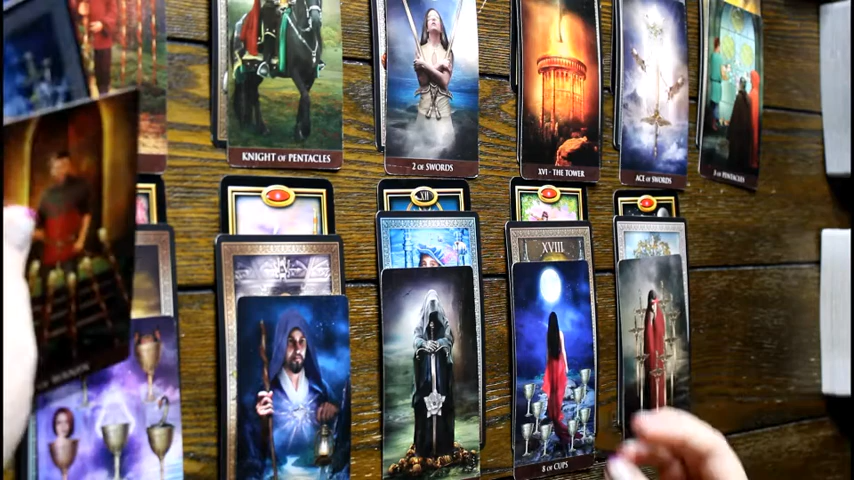 KNIGHT OF PENTACLES
2 OF SWORDS
XVI - THE TOWER
ACE OF SWORDS
3 OF PENTACLES
XII
XVIII
8 OF CUPS